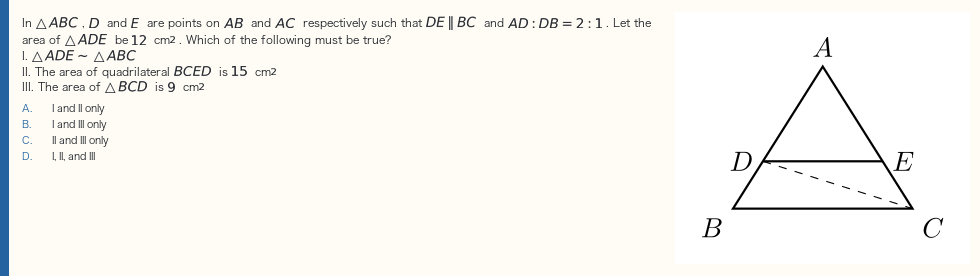 In △ABC , D and E are points on AB and AC respectively such that DE ∥ BC and AD : DB = 2 : 1 . Let the
area of △ADE be 12 cm2 . Which of the following must be true?
I. △ADE ~ △ABC
II. The area of quadrilateral BCED is 15 cm2
III. The area of △BCD is 9 cm2
A. I and II only
B. I and III only
C. II and III only
D. I, II, and III
A
D
E
B
C